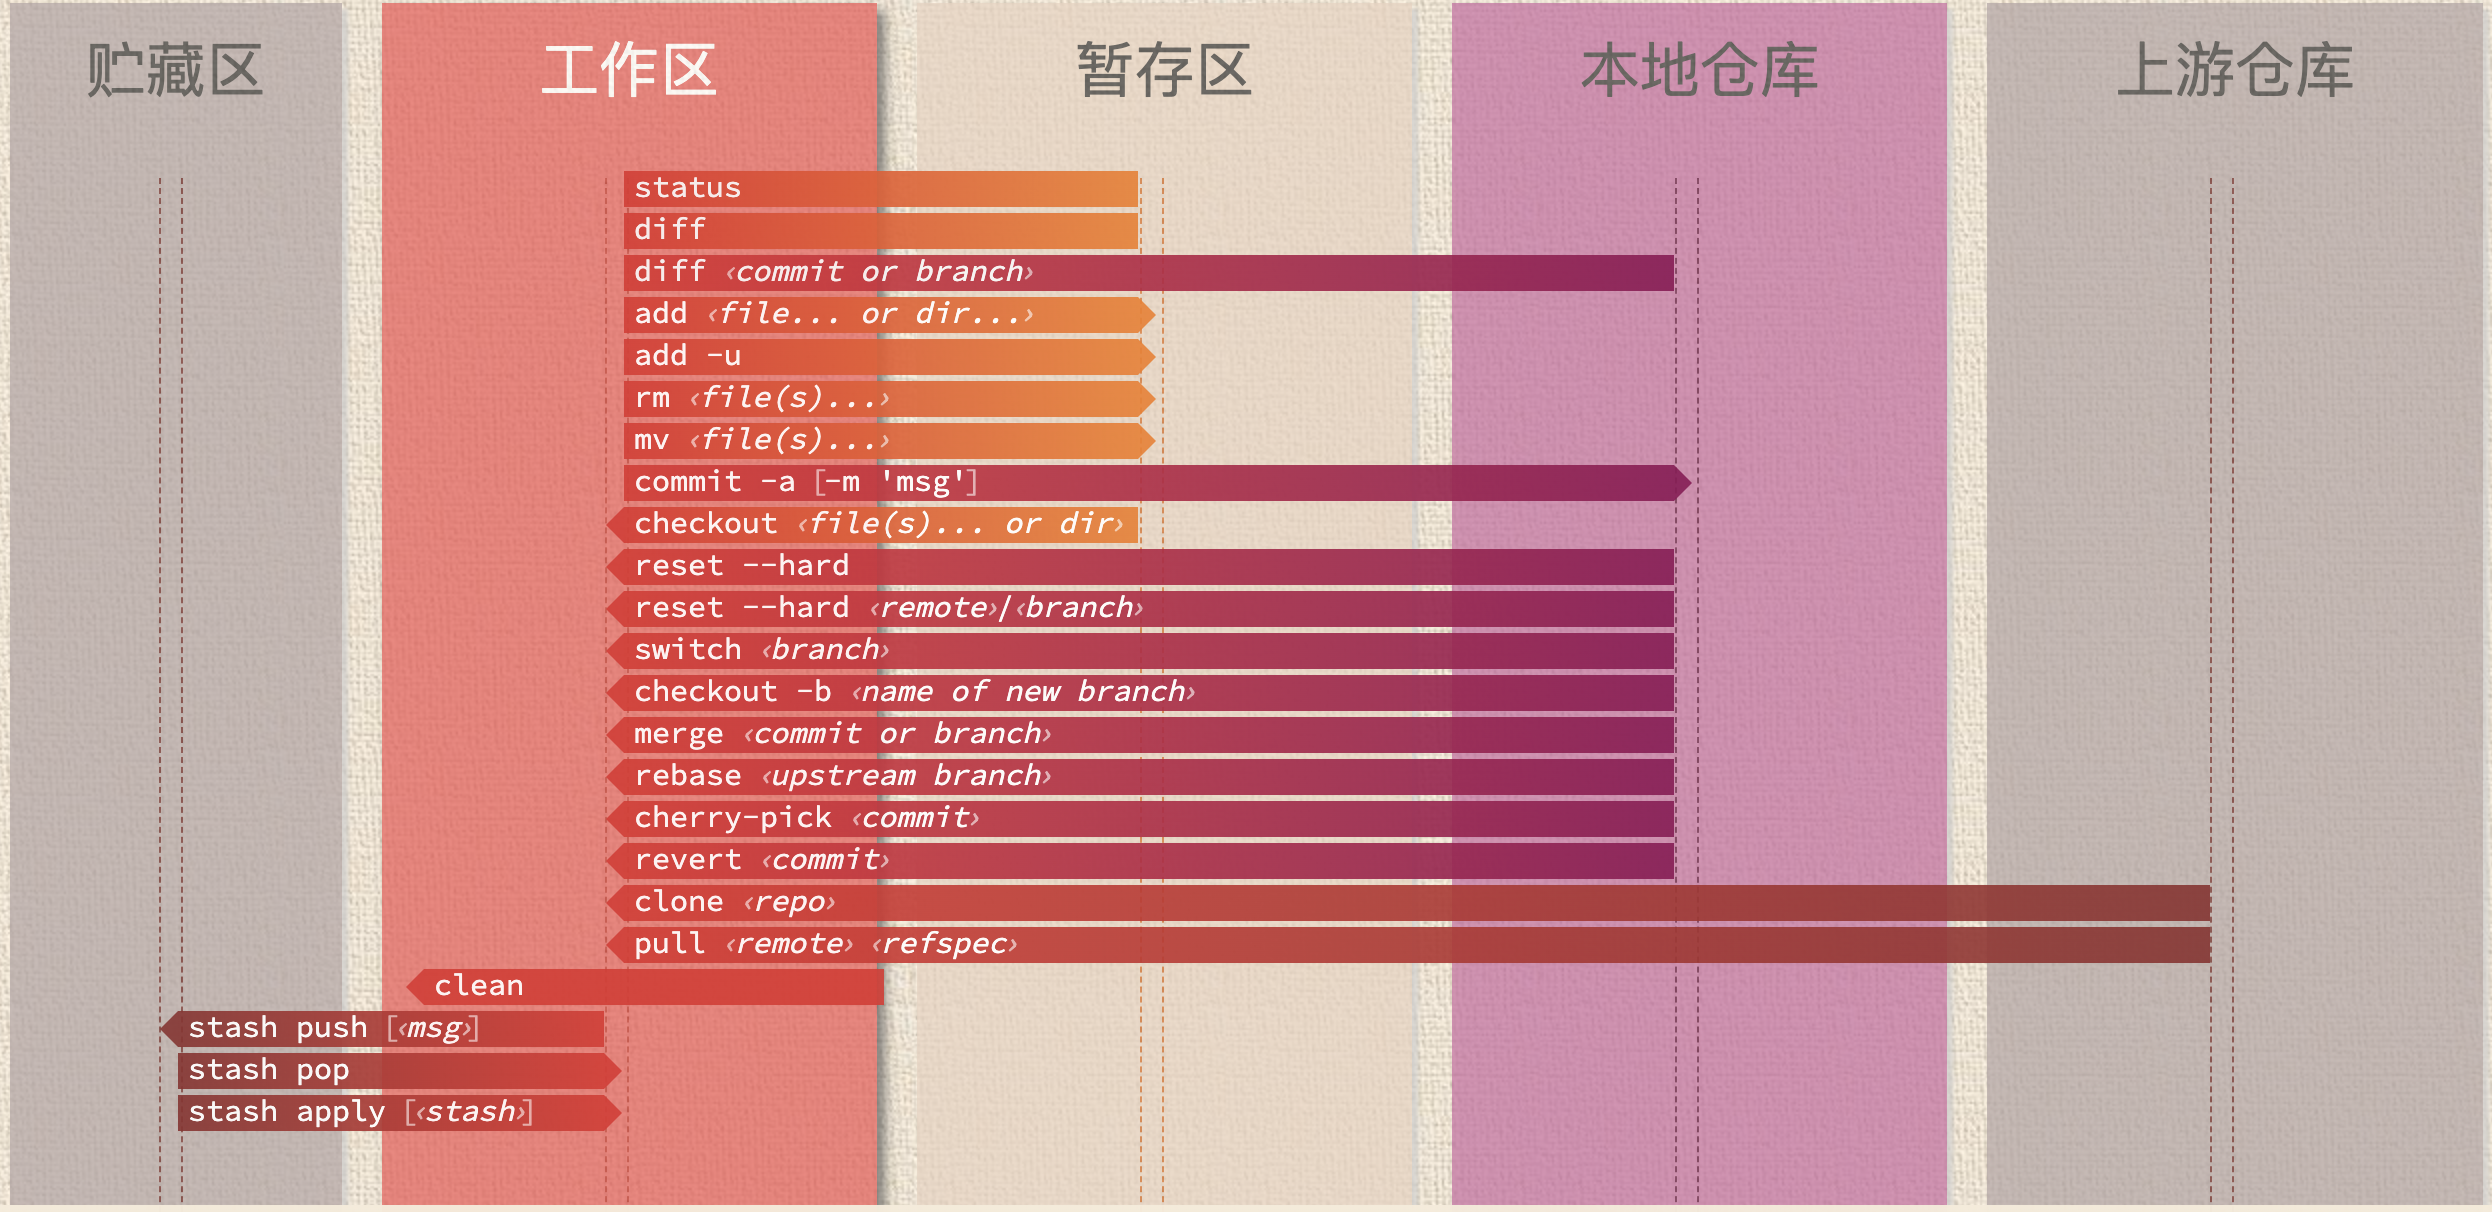 贮藏区
工作区
暂存区
本地仓库
上游仓库
status
diff
diff ‹commit or branch›
add ‹file... or dir...›
add -u
rm ‹file(s)...›
mv ‹file(s)...›
commit -a [-m 'msg']
checkout ‹file(s)... or dir›
reset --hard
reset --hard ‹remote›/‹branch›
switch ‹branch›
checkout -b ‹name of new branch›
merge ‹commit or branch›
rebase ‹upstream branch›
cherry-pick ‹commit›
revert ‹commit›
clone ‹repo›
pull ‹remote› ‹refspec›
clean
stash push [‹msg›]
stash pop
stash apply [‹stash›]